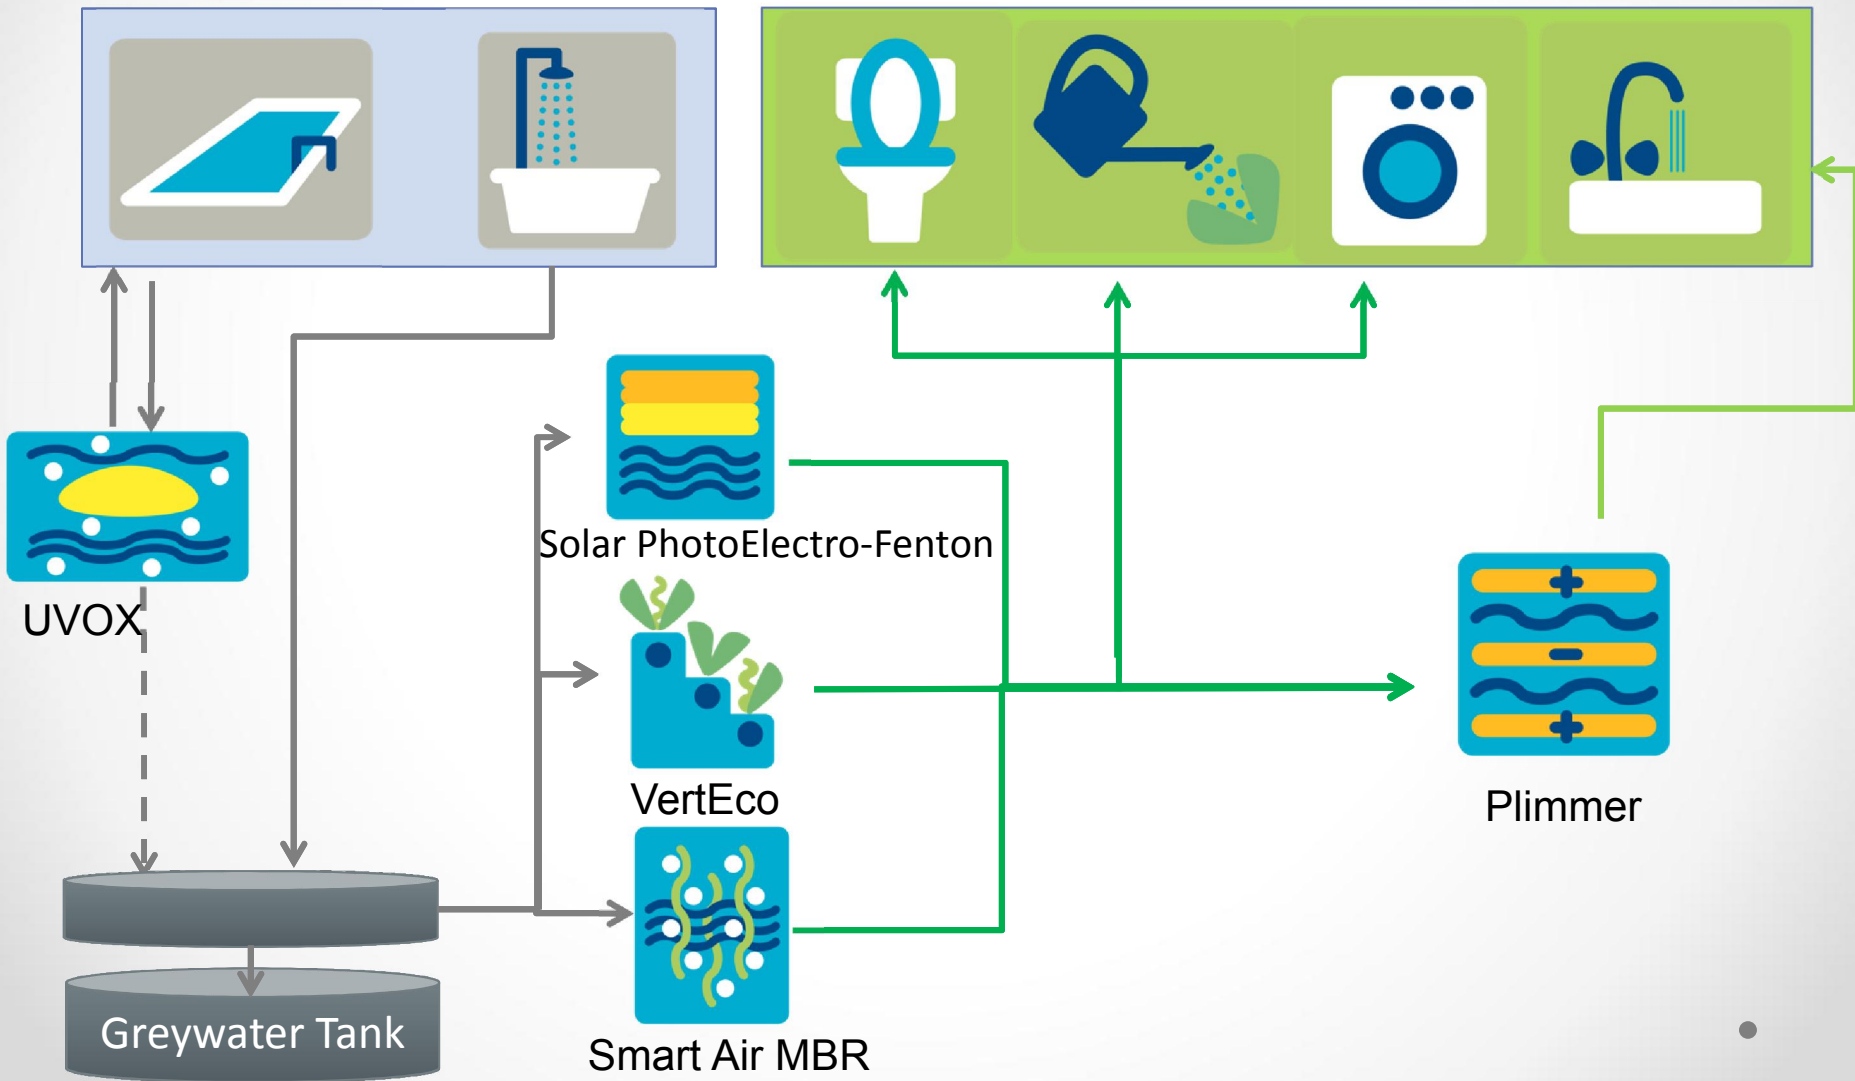 Solar PhotoElectro-Fenton
UVOX
VertEco
Plimmer
Greywater Tank
Smart Air MBR